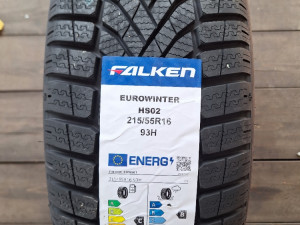 FALKEN
EUROWINTER
HS02
215/55R16
93H
ENERG